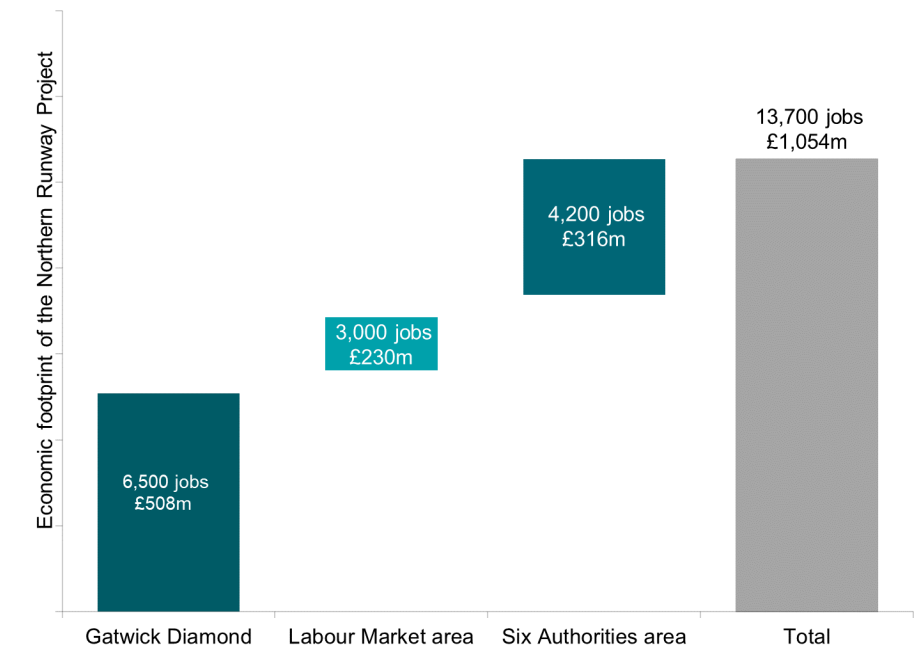 Economic footprint of the Northern Runway Project
13,700 jobs
£1,054m
4,200 jobs
£316m
3,000 jobs
£230m
6,500 jobs
£508m
Gatwick Diamond
Labour Market area
Six Authorities area
Total